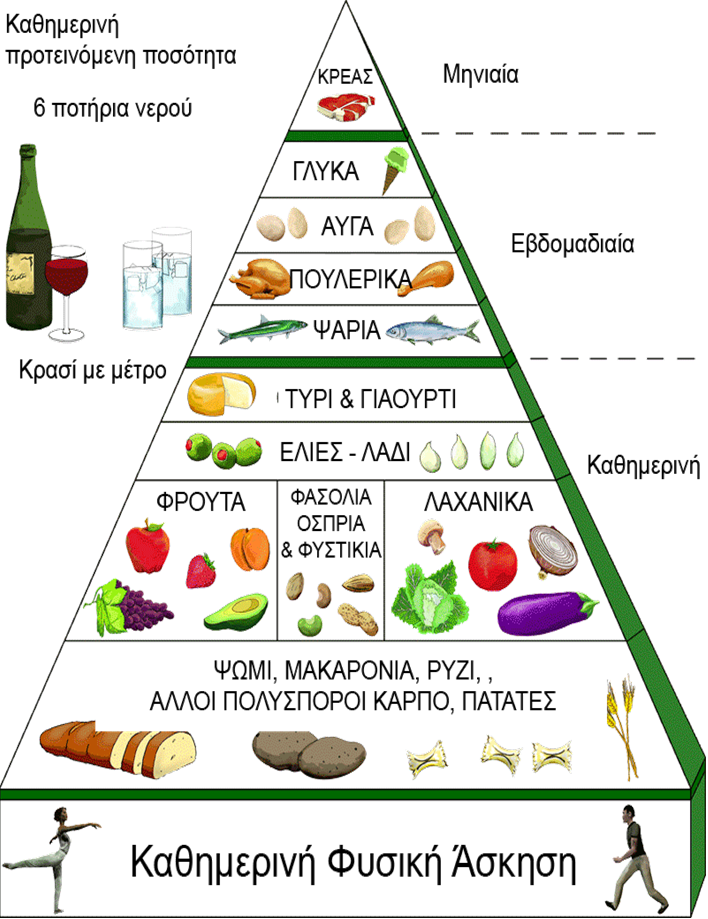 Καθημερινή
προτεινόμενη ποσότητα
6 ποτήρια νερού
Κρασί με μέτρο
ΚΡΕΑΣ
Μηνιαία
ΓΛΥΚΑ
ΑΥΓΑ
ΠΟΥΛΕΡΙΚΑ
ΨΑΡΙΑ
Εβδομαδιαία
ΤΥΡΙ & ΓΙΑΟΥΡΤΙ
ΕΛΙΕΣ - ΛΑΔΙ
Καθημερινή
ΦΡΟΥΤΑ
ΦΑΣΟΛΙΑ
ΟΣΠΡΙΑ
& ΦΥΣΤΙΚΙΑ
ΛΑΧΑΝΙΚΑ
ΨΩΜΙ, ΜΑΚΑΡΟΝΙΑ, ΡΥΖΙ, ,
ΑΛΛΟΙ ΠΟΛΥΣΠΟΡΟΙ ΚΑΡΠΟ, ΠΑΤΑΤΕΣ
Καθημερινή Φυσική Άσκηση